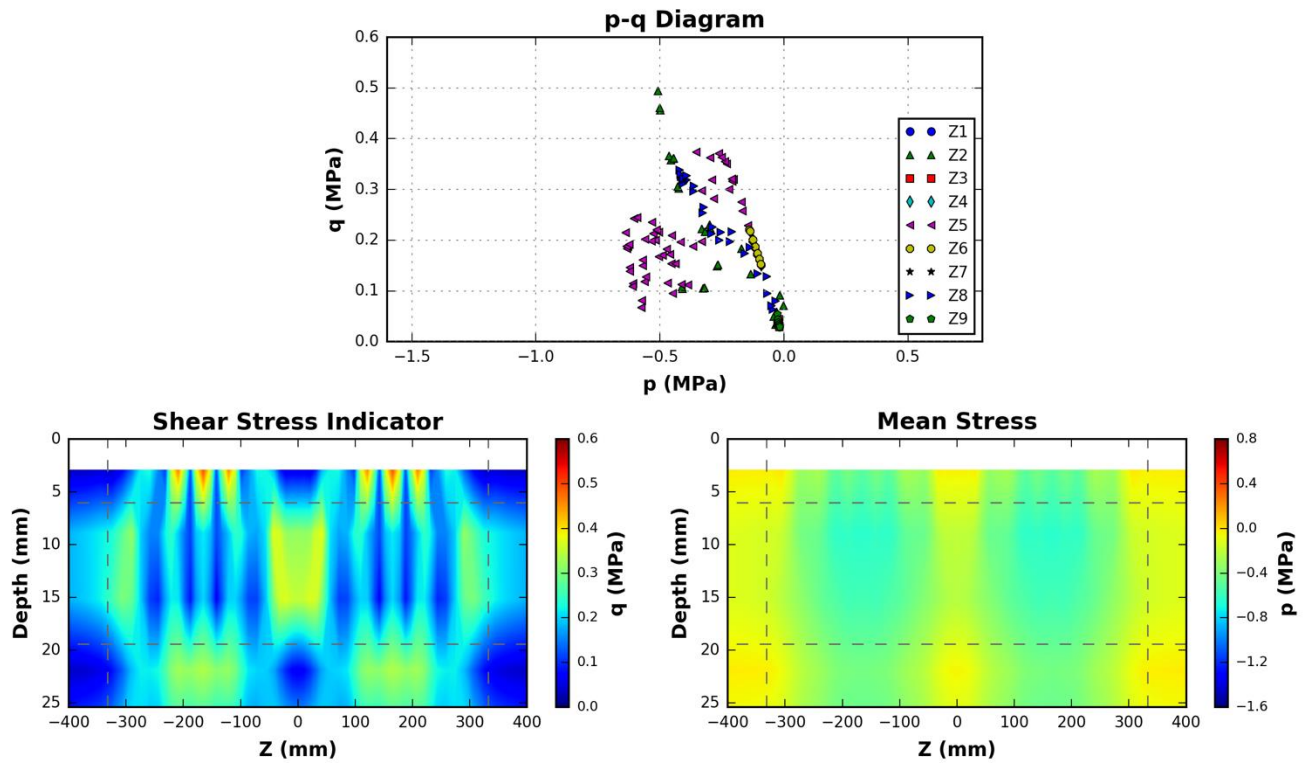 p-q Diagram
0.6
0.5
0.4
0.3
0.2
0.1
0.0
q (MPa)
−1.5 −1.0 −0.5 0.0 0.5
p (MPa)
Z1
Z2
Z3
Z4
Z5
Z6
Z7
Z8
Z9
Shear Stress Indicator
0
5
10
15
20
25
Depth (mm)
−400 −300 −200 −100 0 100 200 300 400
Z (mm)
0.6
0.5
0.4
0.3
0.2
0.1
0.0
q (MPa)
Mean Stress
0
5
10
15
20
25
Depth (mm)
−400 −300 −200 −100 0 100 200 300 400
Z (mm)
0.8
0.4
0.0
−0.4
−0.8
−1.2
−1.6
p (MPa)